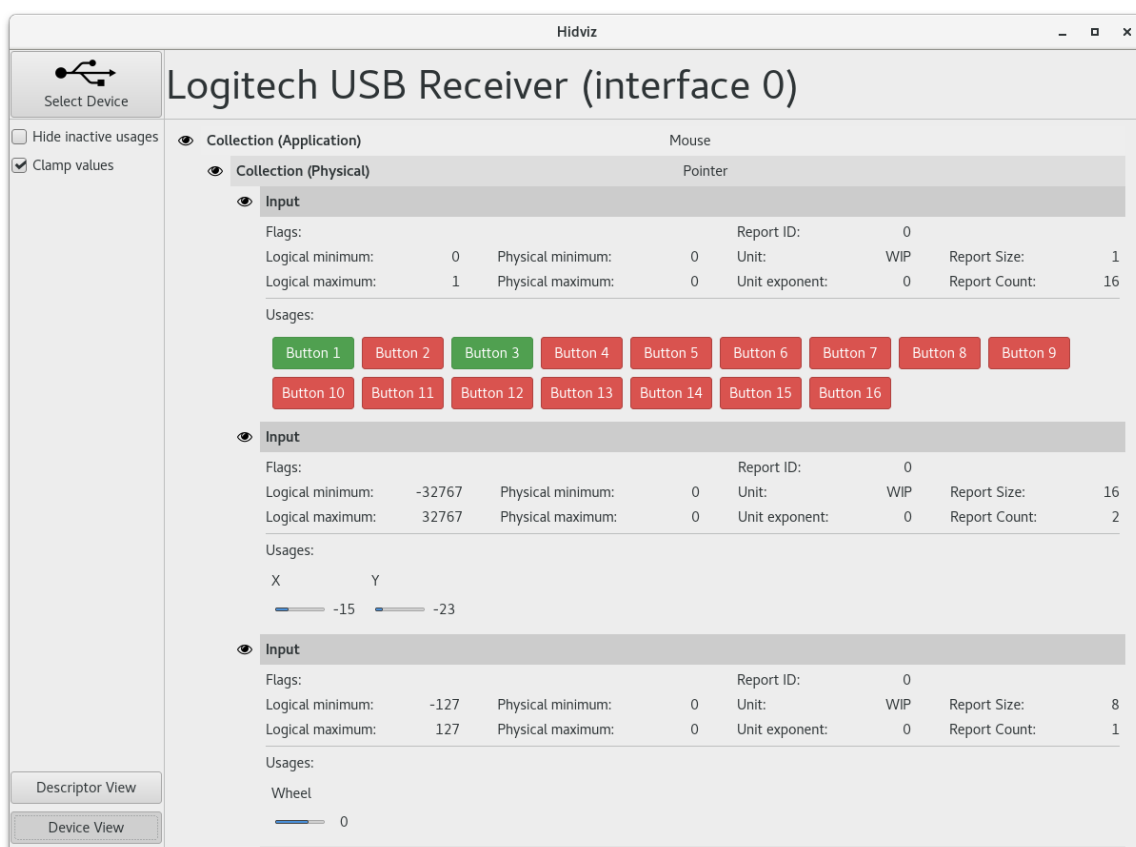 Hidviz
Select Device
Logitech USB Receiver (interface 0)
Hide inactive usages
Clamp values
Collection (Application) Mouse
Collection (Physical) Pointer
Input
Flags: Report ID: 0
Logical minimum: 0 Physical minimum: 0 Unit: WIP Report Size: 1
Logical maximum: 1 Physical maximum: 0 Unit exponent: 0 Report Count: 16
Usages:
Button 1 Button 2 Button 3 Button 4 Button 5 Button 6 Button 7 Button 8 Button 9
Button 10 Button 11 Button 12 Button 13 Button 14 Button 15 Button 16
Input
Flags: Report ID: 0
Logical minimum: -32767 Physical minimum: 0 Unit: WIP Report Size: 16
Logical maximum: 32767 Physical maximum: 0 Unit exponent: 0 Report Count: 2
Usages:
X Y
-15 -23
Input
Flags: Report ID: 0
Logical minimum: -127 Physical minimum: 0 Unit: WIP Report Size: 8
Logical maximum: 127 Physical maximum: 0 Unit exponent: 0 Report Count: 1
Usages:
Wheel
0
Descriptor View
Device View